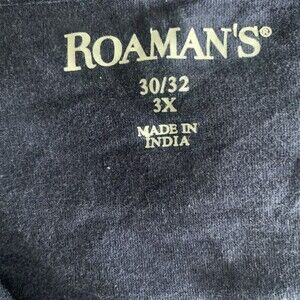 ROAMAN'S®
30/32
3X
MADE IN
INDIA